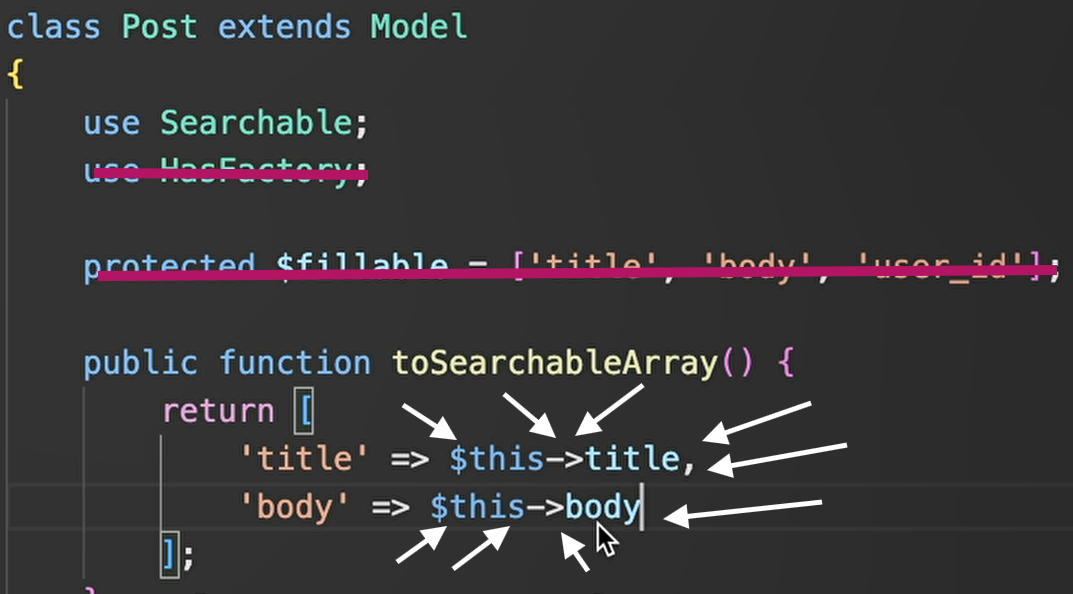 class Post extends Model
{
use Searchable;
use HasFactory;
protected $fillable = ['title', 'body', 'user_id'];
public function toSearchableArray() {
return [
'title' => $this->title,
'body' => $this->body
];
}